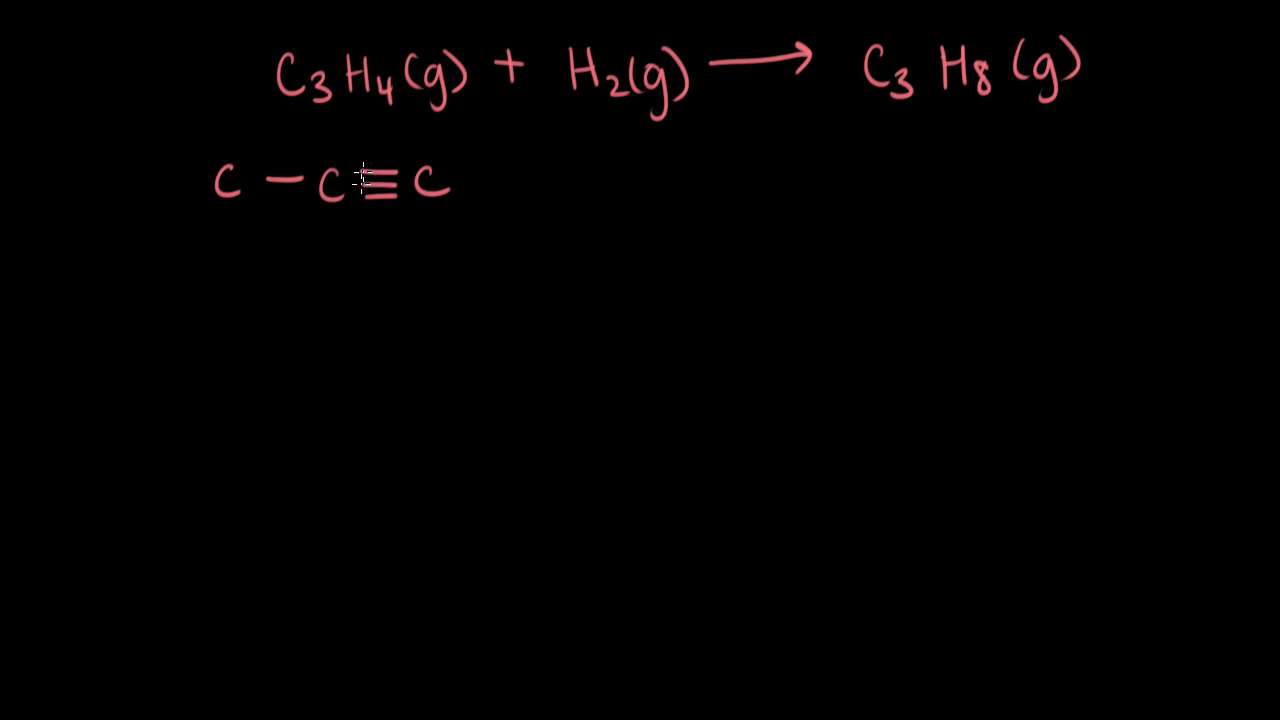 C₃H₄(g) + H₂(g) ⟶ C₃H₈(g)
C — C ≡ C